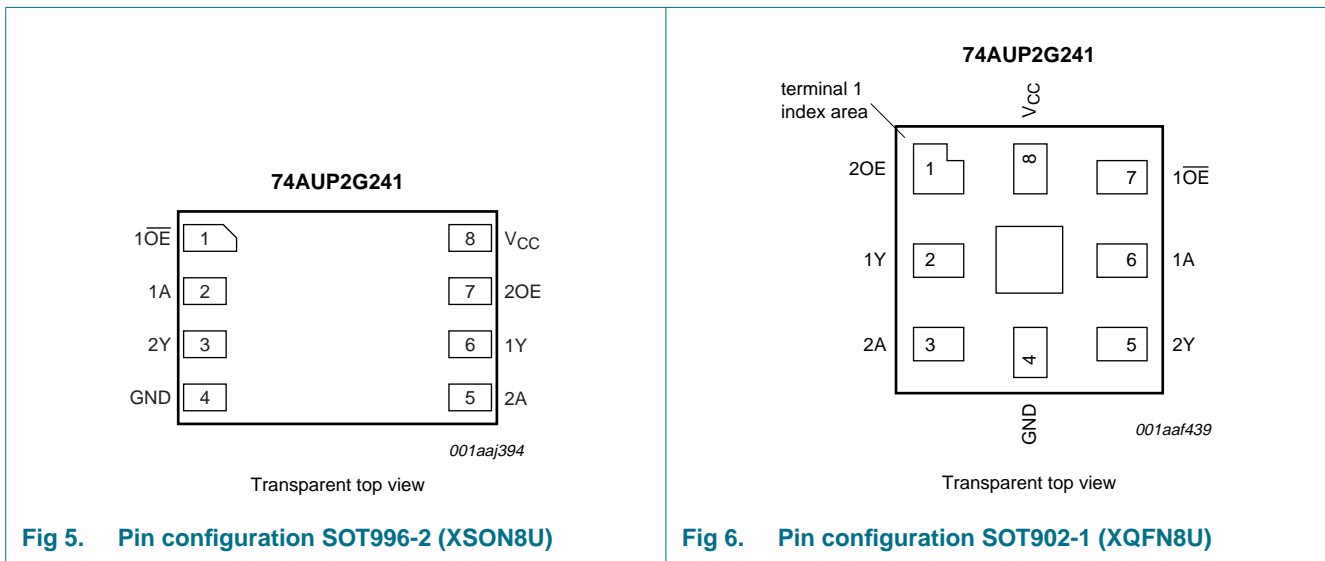 74AUP2G241
1OE 1 8 VCC
1A 2 7 2OE
2Y 3 6 1Y
GND 4 5 2A
001aaj394
Transparent top view
Fig 5. Pin configuration SOT996-2 (XSON8U)
74AUP2G241
terminal 1
index area
VCC
2OE 1 8 7 1OE
1Y 2 6 1A
2A 3 4 5 2Y
GND
001aaf439
Transparent top view
Fig 6. Pin configuration SOT902-1 (XQFN8U)